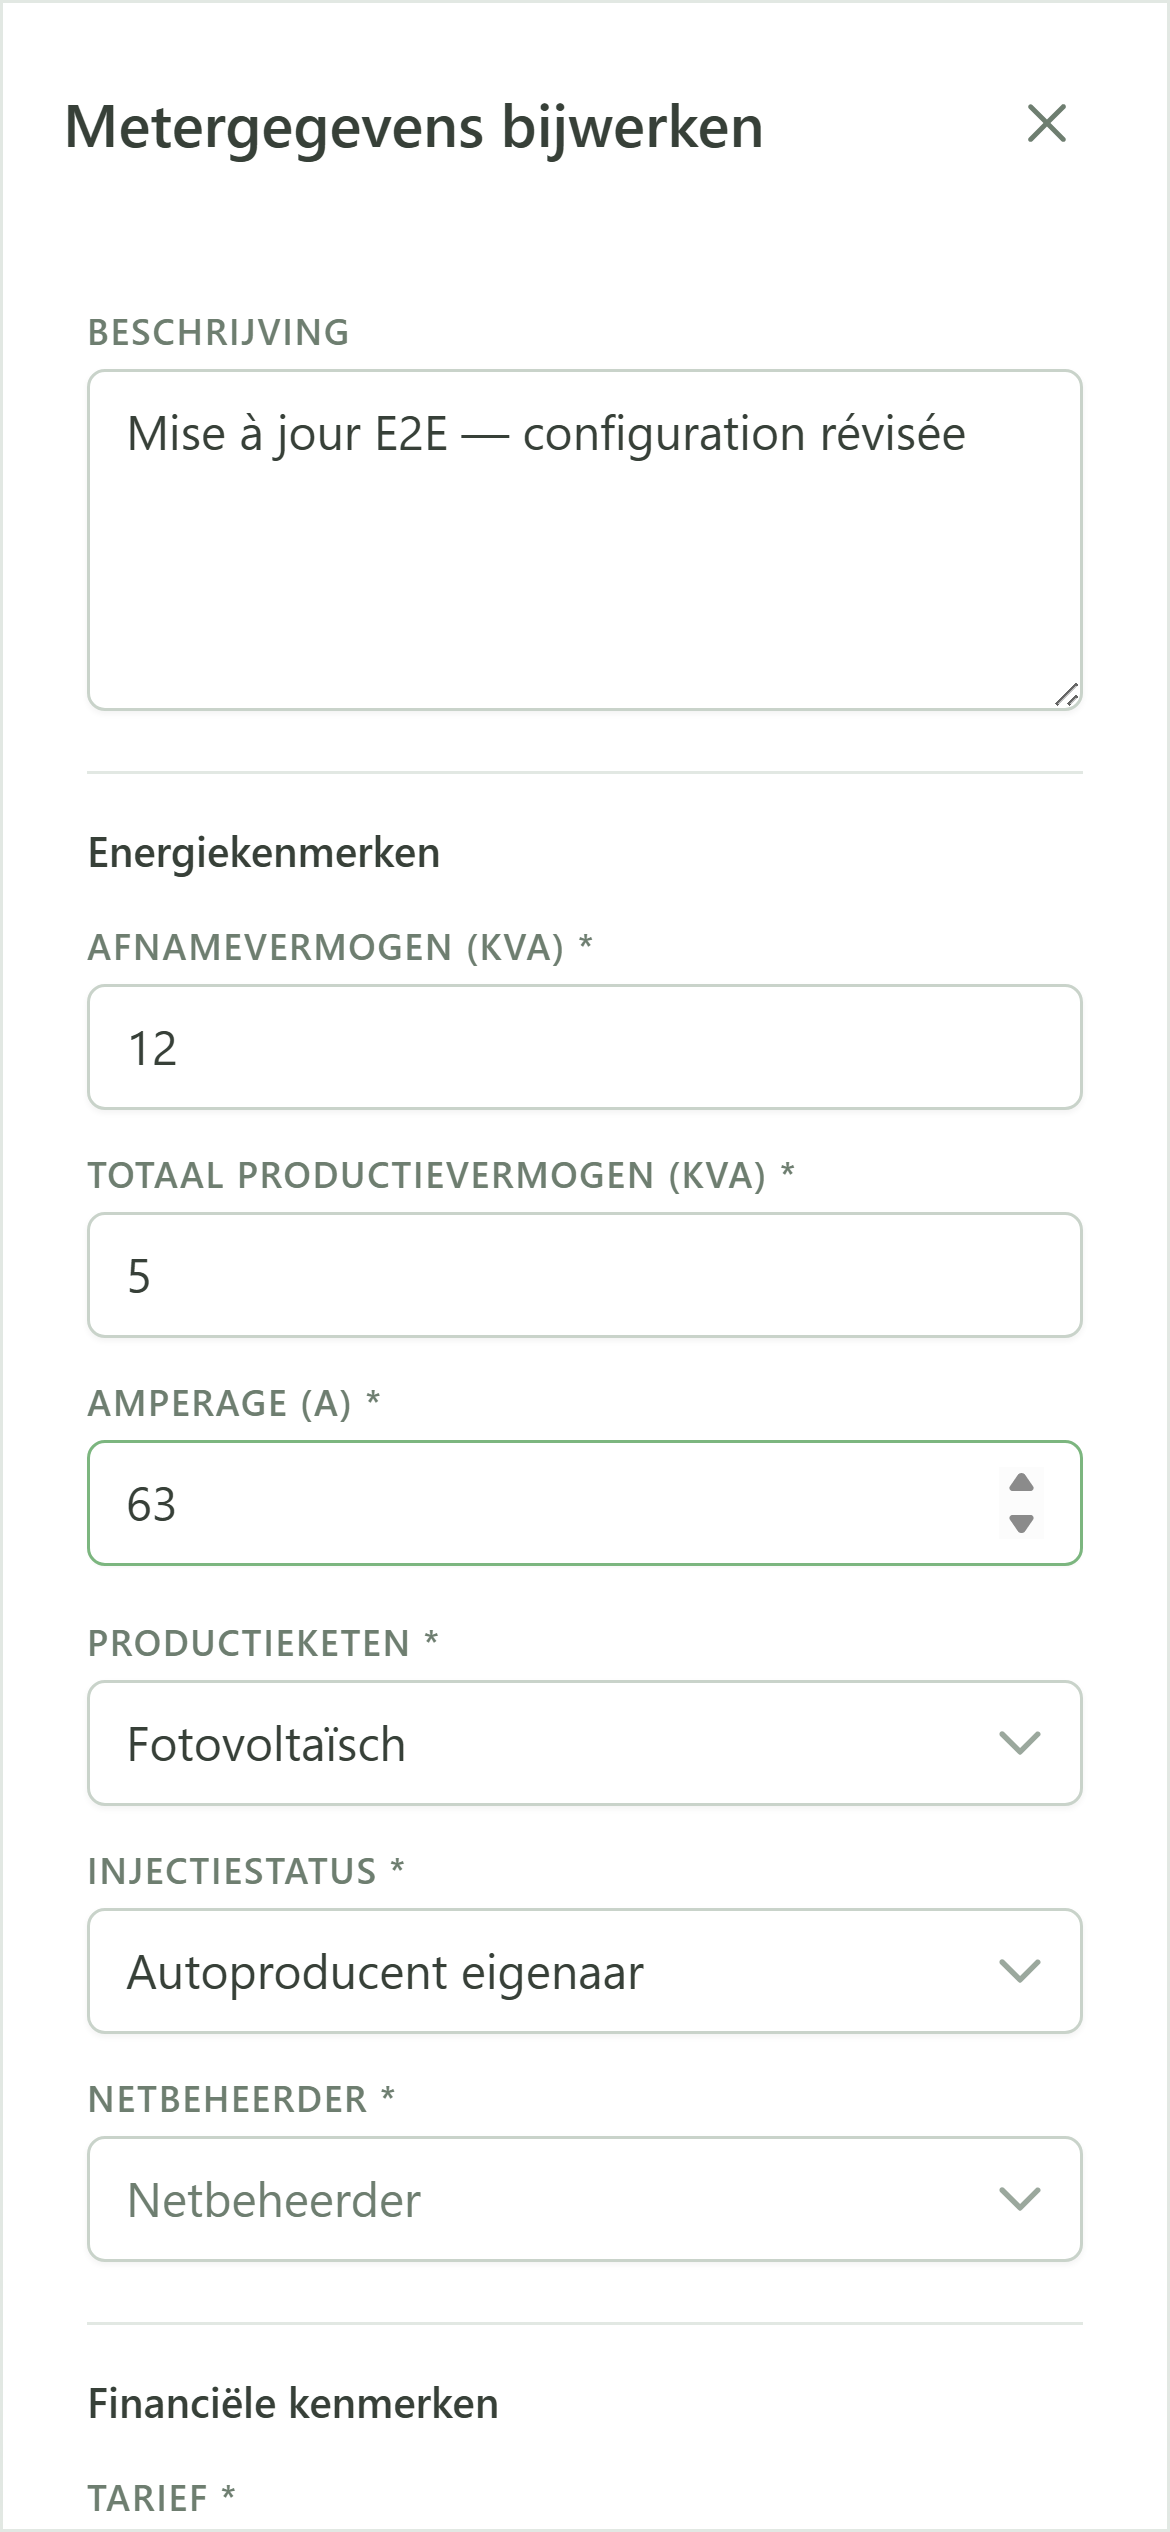 Metergegevens bijwerken
BESCHRIJVING
Mise à jour E2E — configuration révisée
Energiekenmerken
AFNAMEVERMOGEN (KVA) *
12
TOTAAL PRODUCTIEVERMOGEN (KVA) *
5
AMPERAGE (A) *
63
PRODUCTIEKETEN *
Fotovoltaïsch
INJECTIESTATUS *
Autoproducent eigenaar
NETBEHEERDER *
Netbeheerder
Financiële kenmerken
TARIEF *